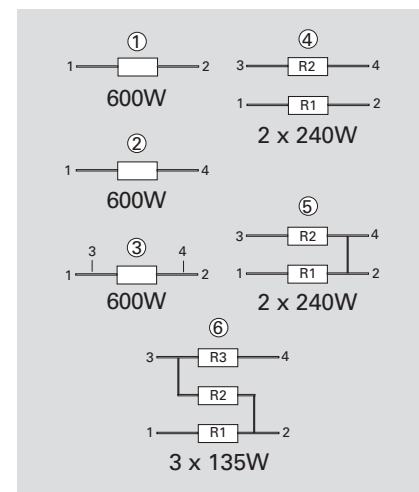 ①
1 2
600W
②
1 4
600W
③
3 4
1 2
600W
④
3 R2 4
1 R1 2
2 x 240W
⑤
3 R2 4
1 R1 2
2 x 240W
⑥
3 R3 4
R2
1 R1 2
3 x 135W